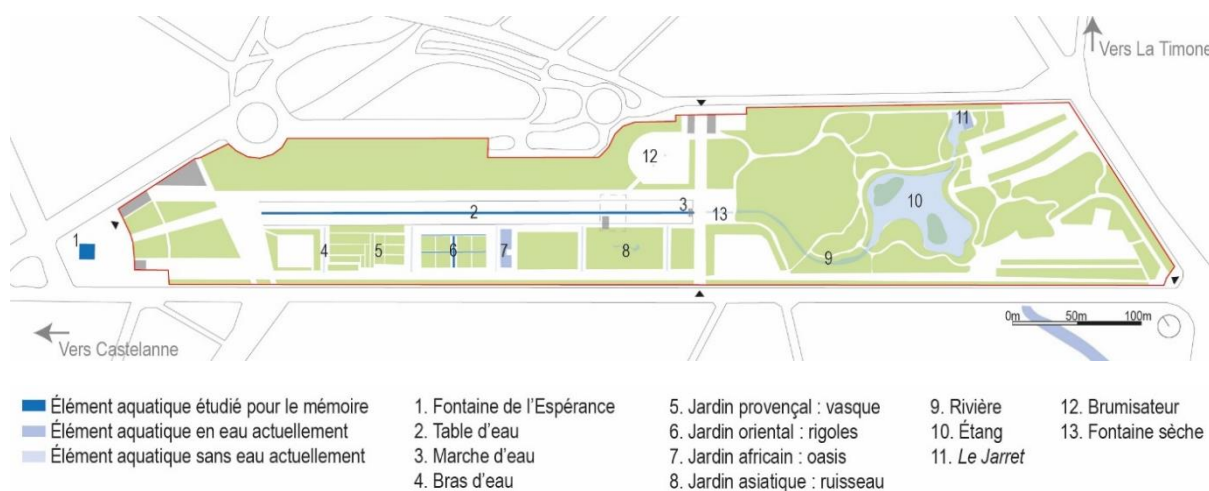 Vers La Timone
11
12
10
1
2
3
13
4
5
6
7
8
9
0m
50m
100m
Vers Castelanne
Élément aquatique étudié pour le mémoire
Élément aquatique en eau actuellement
Élément aquatique sans eau actuellement
1. Fontaine de l'Espérance
2. Table d'eau
3. Marche d'eau
4. Bras d'eau
5. Jardin provençal : vasque
6. Jardin oriental : rigoles
7. Jardin africain : oasis
8. Jardin asiatique : ruisseau
9. Rivière
10. Étang
11. Le Jarret
12. Brumisateur
13. Fontaine sèche